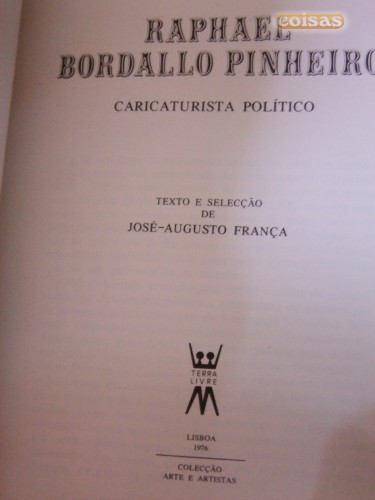 coisas
RAPHAEL
BORDALLO PINHEIRO
CARICATURISTA POLÍTICO
TEXTO E SELECÇÃO
DE
JOSÉ-AUGUSTO FRANÇA
TERRA
LIVRE
LISBOA
1976
COLECÇÃO
ARTE E ARTISTAS